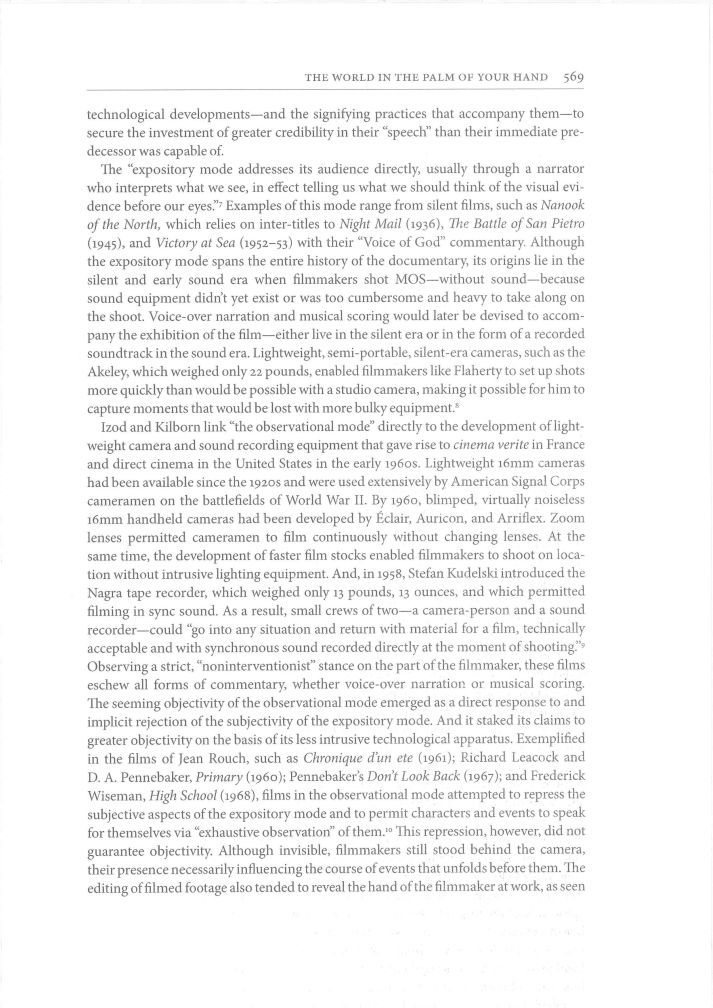 THE WORLD IN THE PALM OF YOUR HAND 569
technological developments—and the signifying practices that accompany them—to
secure the investment of greater credibility in their “speech” than their immediate pre-
decessor was capable of.
The “expository mode addresses its audience directly, usually through a narrator
who interprets what we see, in effect telling us what we should think of the visual evi-
dence before our eyes.”7 Examples of this mode range from silent films, such as Nanook
of the North, which relies on inter-titles to Night Mail (1936), The Battle of San Pietro
(1945), and Victory at Sea (1952–53) with their “Voice of God” commentary. Although
the expository mode spans the entire history of the documentary, its origins lie in the
silent and early sound era when filmmakers shot MOS—without sound—because
sound equipment didn’t yet exist or was too cumbersome and heavy to take along on
the shoot. Voice-over narration and musical scoring would later be devised to accom-
pany the exhibition of the film—either live in the silent era or in the form of a recorded
soundtrack in the sound era. Lightweight, semi-portable, silent-era cameras, such as the
Akeley, which weighed only 22 pounds, enabled filmmakers like Flaherty to set up shots
more quickly than would be possible with a studio camera, making it possible for him to
capture moments that would be lost with more bulky equipment.8
Izod and Kilborn link “the observational mode” directly to the development of light-
weight camera and sound recording equipment that gave rise to cinema verite in France
and direct cinema in the United States in the early 1960s. Lightweight 16mm cameras
had been available since the 1920s and were used extensively by American Signal Corps
cameramen on the battlefields of World War II. By 1960, blimped, virtually noiseless
16mm handheld cameras had been developed by Éclair, Auricon, and Arriflex. Zoom
lenses permitted cameramen to film continuously without changing lenses. At the
same time, the development of faster film stocks enabled filmmakers to shoot on loca-
tion without intrusive lighting equipment. And, in 1958, Stefan Kudelski introduced the
Nagra tape recorder, which weighed only 13 pounds, 13 ounces, and which permitted
filming in sync sound. As a result, small crews of two—a camera-person and a sound
recorder—could “go into any situation and return with material for a film, technically
acceptable and with synchronous sound recorded directly at the moment of shooting.”9
Observing a strict, “noninterventionist” stance on the part of the filmmaker, these films
eschew all forms of commentary, whether voice-over narration or musical scoring.
The seeming objectivity of the observational mode emerged as a direct response to and
implicit rejection of the subjectivity of the expository mode. And it staked its claims to
greater objectivity on the basis of its less intrusive technological apparatus. Exemplified
in the films of Jean Rouch, such as Chronique d’un ete (1961); Richard Leacock and
D. A. Pennebaker, Primary (1960); Pennebaker’s Don’t Look Back (1967); and Frederick
Wiseman, High School (1968), films in the observational mode attempted to repress the
subjective aspects of the expository mode and to permit characters and events to speak
for themselves via “exhaustive observation” of them.10 This repression, however, did not
guarantee objectivity. Although invisible, filmmakers still stood behind the camera,
their presence necessarily influencing the course of events that unfolds before them. The
editing of filmed footage also tended to reveal the hand of the filmmaker at work, as seen